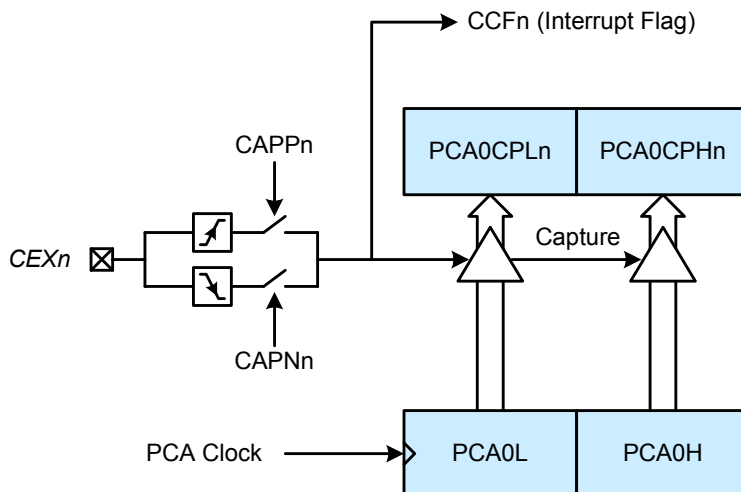 CCFn (Interrupt Flag)
PCA0CPLn
PCA0CPHn
CAPPn
Capture
CEXn
CAPNn
PCA Clock
PCA0L
PCA0H